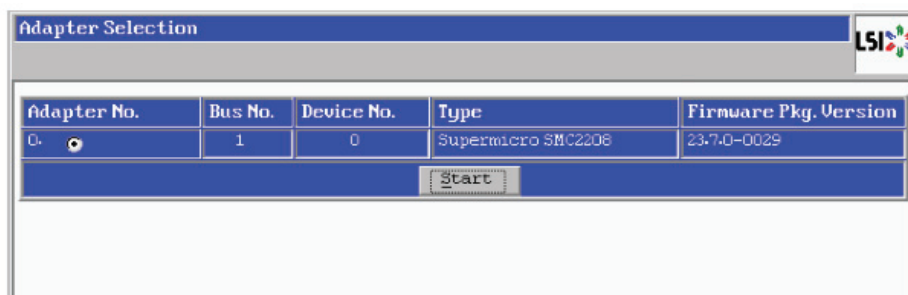 Adapter Selection
LSI
Adapter No. Bus No. Device No. Type Firmware Pkg. Version
0. 1 0 Supermicro SMC2208 23.7.0-0029
Start